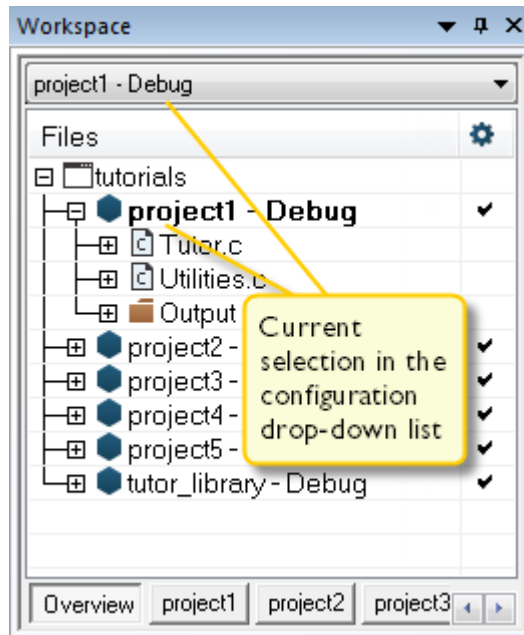 Workspace
project1 - Debug
Files
tutorials
project1 - Debug
Tutor.c
Utilities.c
Output
project2 -
project3 -
project4 -
project5 -
tutor_library - Debug
Current
selection in the
configuration
drop-down list
Overview project1 project2 project3